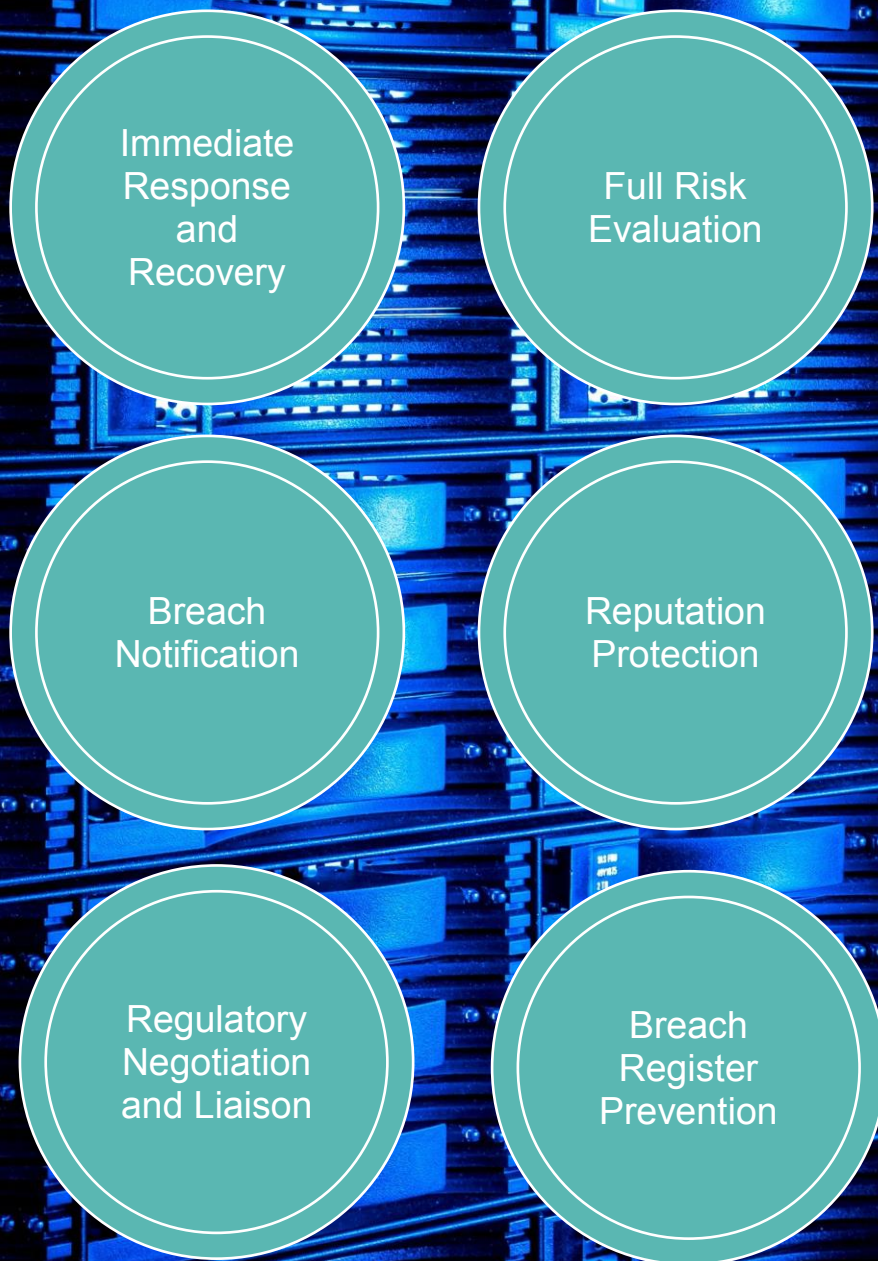 Immediate
Response
and
Recovery
Full Risk
Evaluation
Breach
Notification
Reputation
Protection
Regulatory
Negotiation
and Liaison
Breach
Register
Prevention